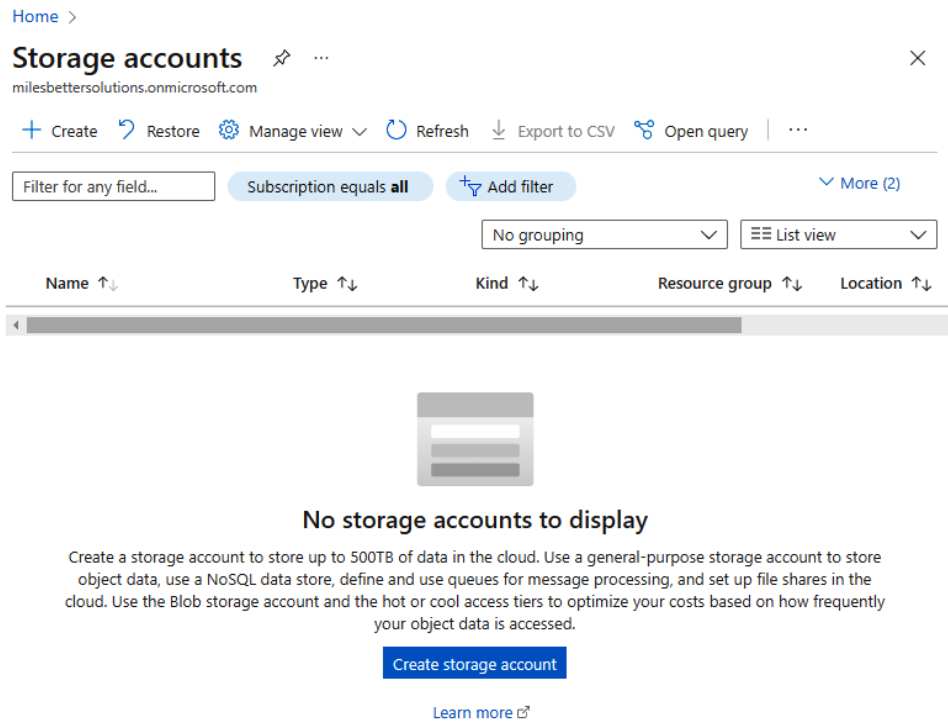 Home >
Storage accounts ...
milesbettersolutions.onmicrosoft.com
+ Create Restore Manage view Refresh Export to CSV Open query ...
Filter for any field... Subscription equals all Add filter More (2)
No grouping List view
Name ↑↓ Type ↑↓ Kind ↑↓ Resource group ↑↓ Location ↑↓
No storage accounts to display
Create a storage account to store up to 500TB of data in the cloud. Use a general-purpose storage account to store
object data, use a NoSQL data store, define and use queues for message processing, and set up file shares in the
cloud. Use the Blob storage account and the hot or cool access tiers to optimize your costs based on how frequently
your object data is accessed.
Create storage account
Learn more